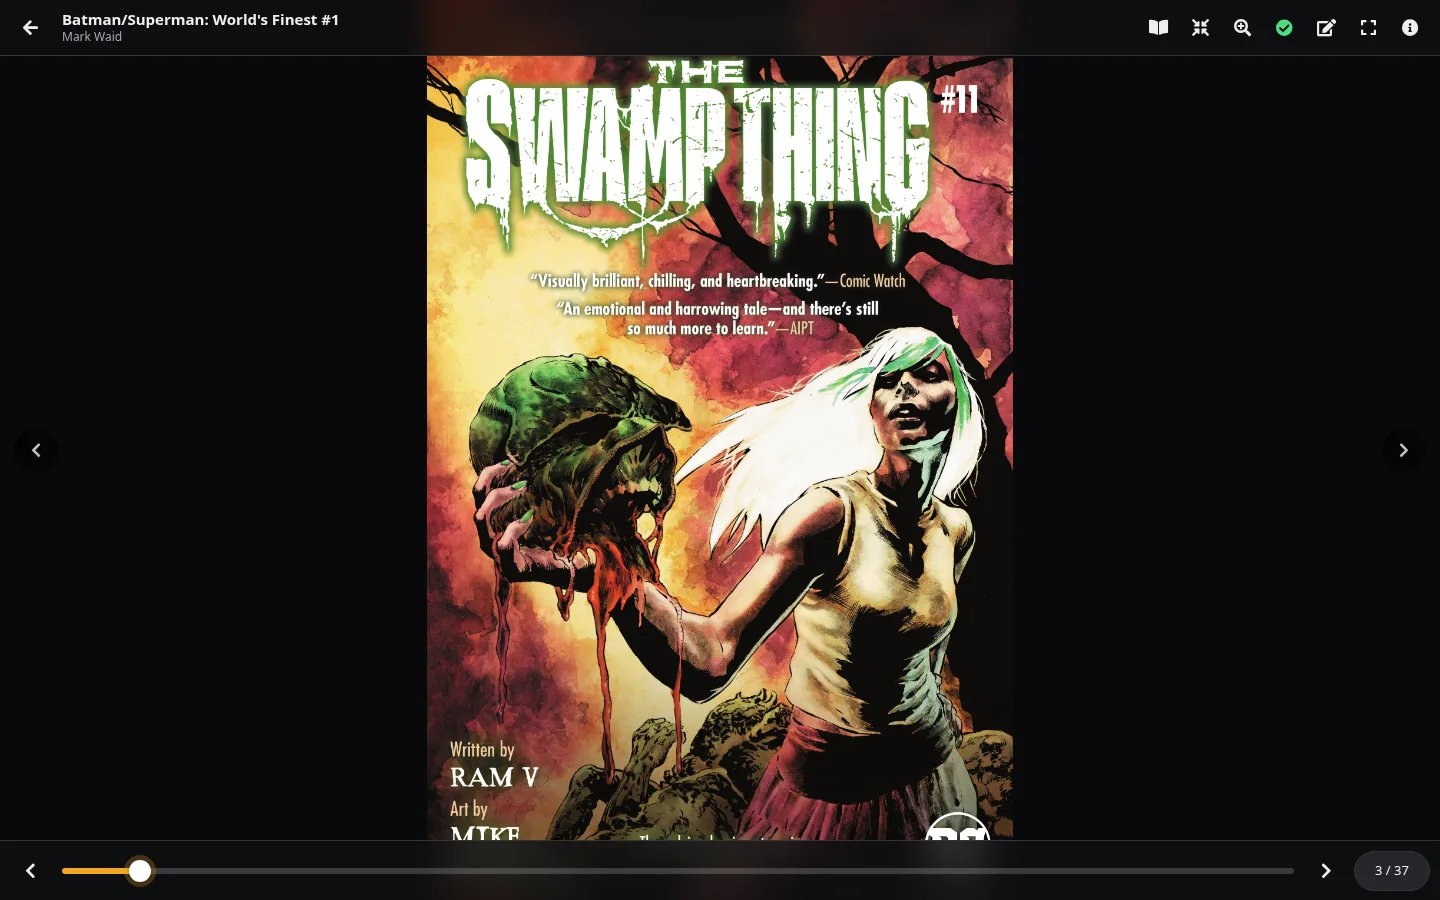 Batman/Superman: World's Finest #1
Mark Waid
THE
SWAMP THING
#11
“Visually brilliant, chilling, and heartbreaking.”—Comic Watch
“An emotional and harrowing tale—and there’s still
so much more to learn.”—AIPT
Written by
RAM V
Art by
MIKE
3 / 37